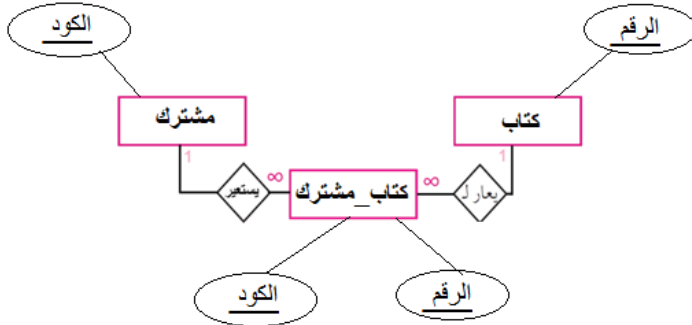 الكود
الرقم
مشترك
كتاب
1
1
يستعير
∞
كتاب_مشترك
∞
يعار لـ
الكود
الرقم